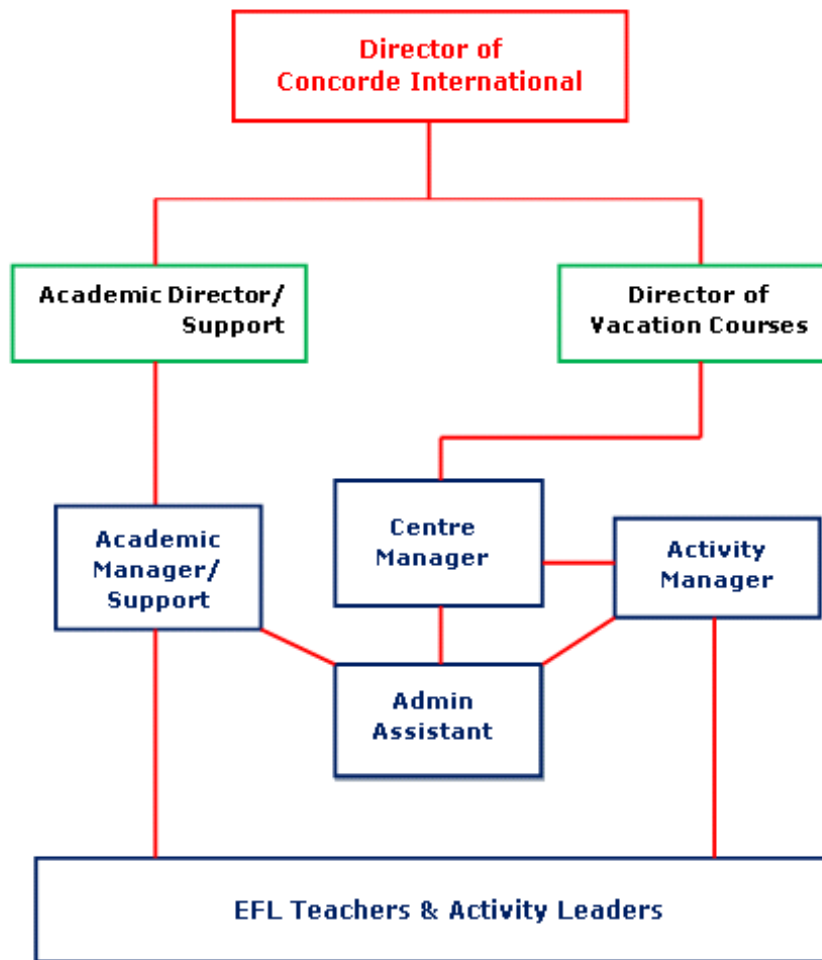 Director of
Concorde International
Academic Director/
Support
Director of
Vacation Courses
Academic
Manager/
Support
Centre
Manager
Activity
Manager
Admin
Assistant
EFL Teachers & Activity Leaders